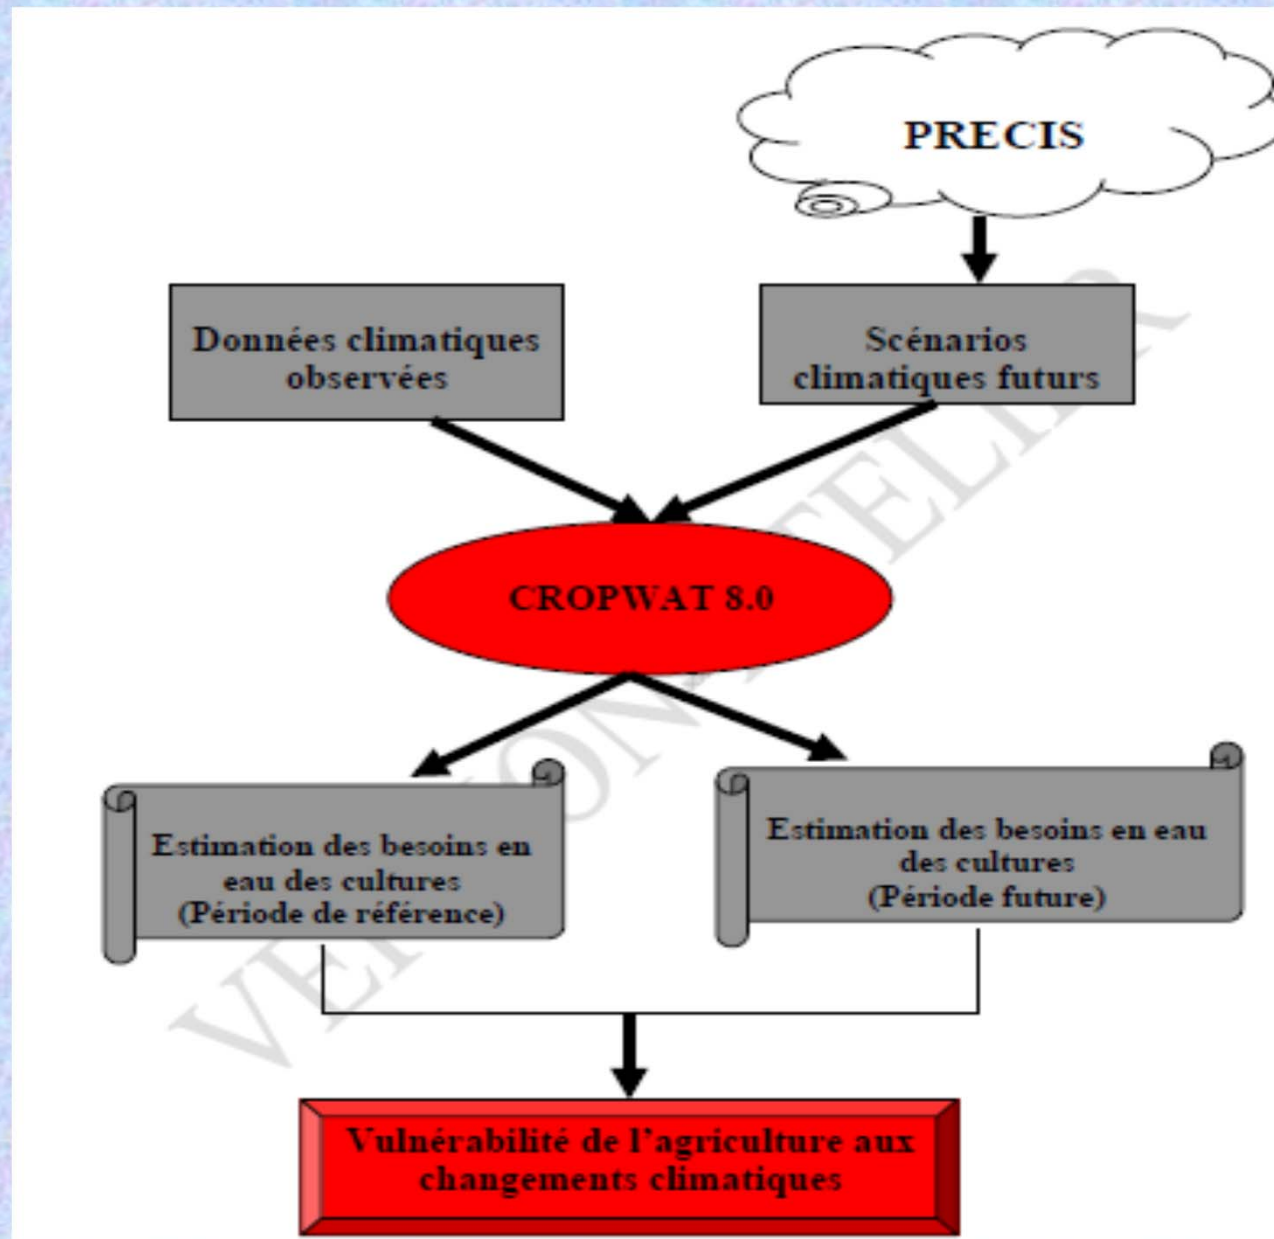 PRECIS
Données climatiques
observées
Scénarios
climatiques futurs
CROPWAT 8.0
Estimation des besoins en
eau des cultures
(Période de référence)
Estimation des besoins en eau
des cultures
(Période future)
Vulnérabilité de l'agriculture aux
changements climatiques